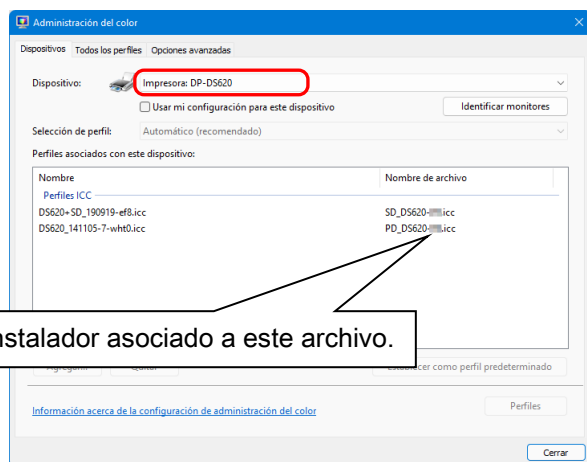 Administración del color
Dispositivos Todos los perfiles Opciones avanzadas
Dispositivo: Impresora: DP-DS620
Usar mi configuración para este dispositivo Identificar monitores
Selección de perfil: Automático (recomendado)
Perfiles asociados con este dispositivo:
Nombre Nombre de archivo
Perfiles ICC
DS620+SD_190919-ef8.icc SD_DS620- .icc
DS620_141105-7-wht0.icc PD_DS620- .icc
nstalador asociado a este archivo.
como perfil predeterminado
Información acerca de la configuración de administración del color Perfiles
Cerrar